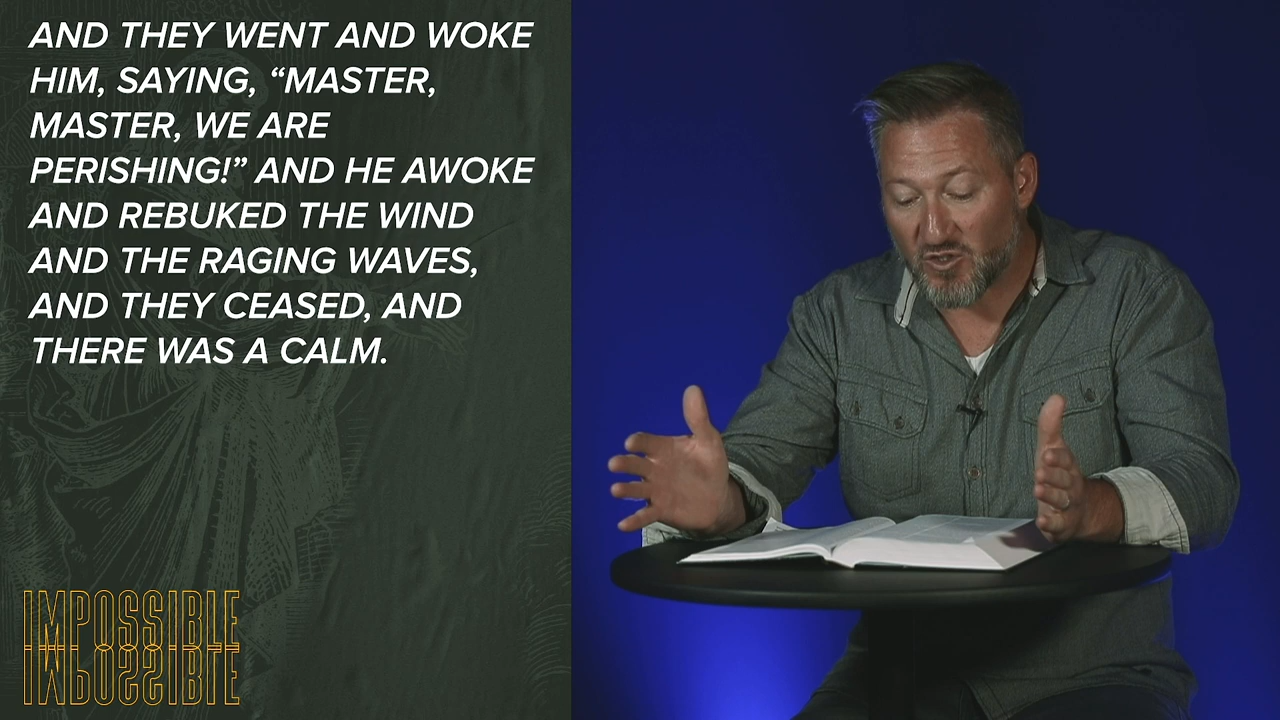 AND THEY WENT AND WOKE
HIM, SAYING, “MASTER,
MASTER, WE ARE
PERISHING!” AND HE AWOKE
AND REBUKED THE WIND
AND THE RAGING WAVES,
AND THEY CEASED, AND
THERE WAS A CALM.
IMPOSSIBLE
IMPOSSIBLE